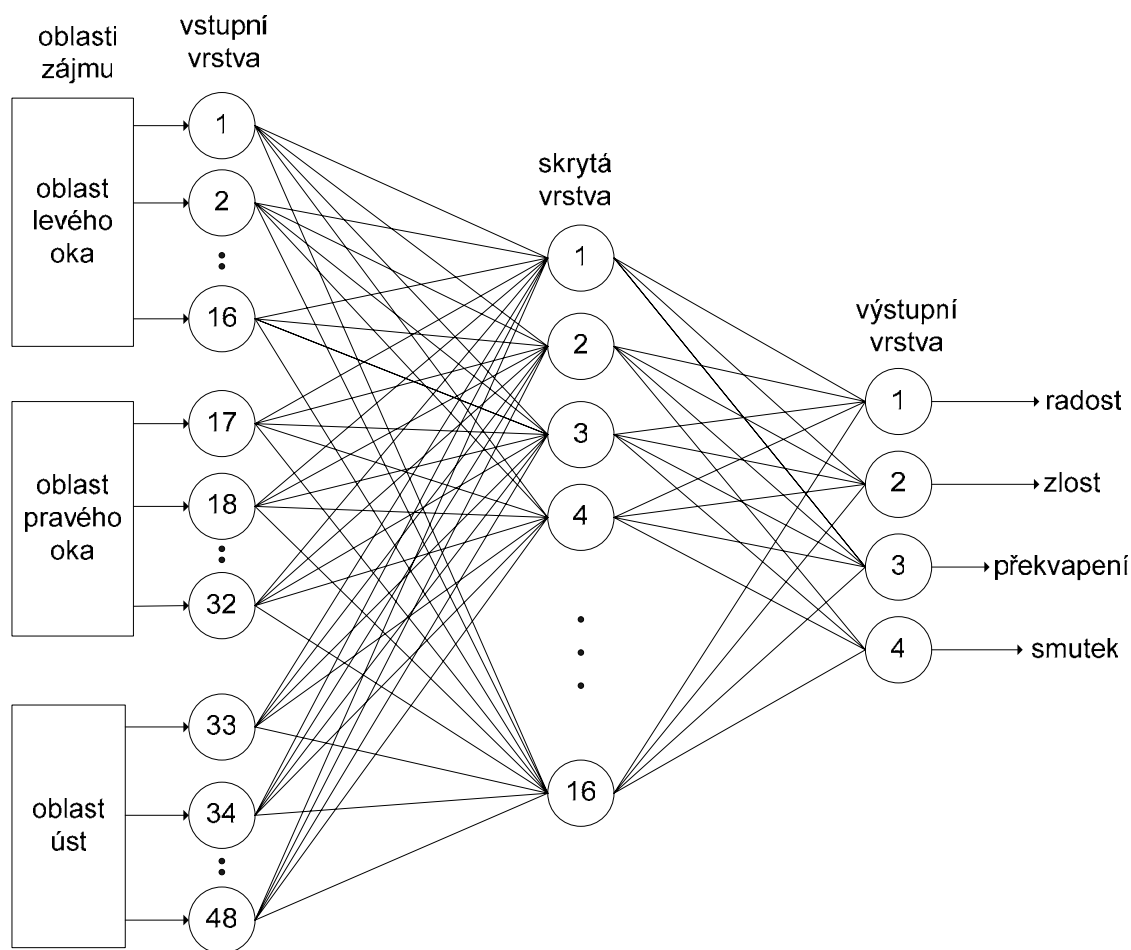 oblasti
zájmu
vstupní
vrstva
oblast
levého
oka
1
2
16
oblast
pravého
oka
17
18
32
oblast
úst
33
34
48
skrytá
vrstva
1
2
3
4
16
výstupní
vrstva
1
radost
2
zlost
3
překvapení
4
smutek